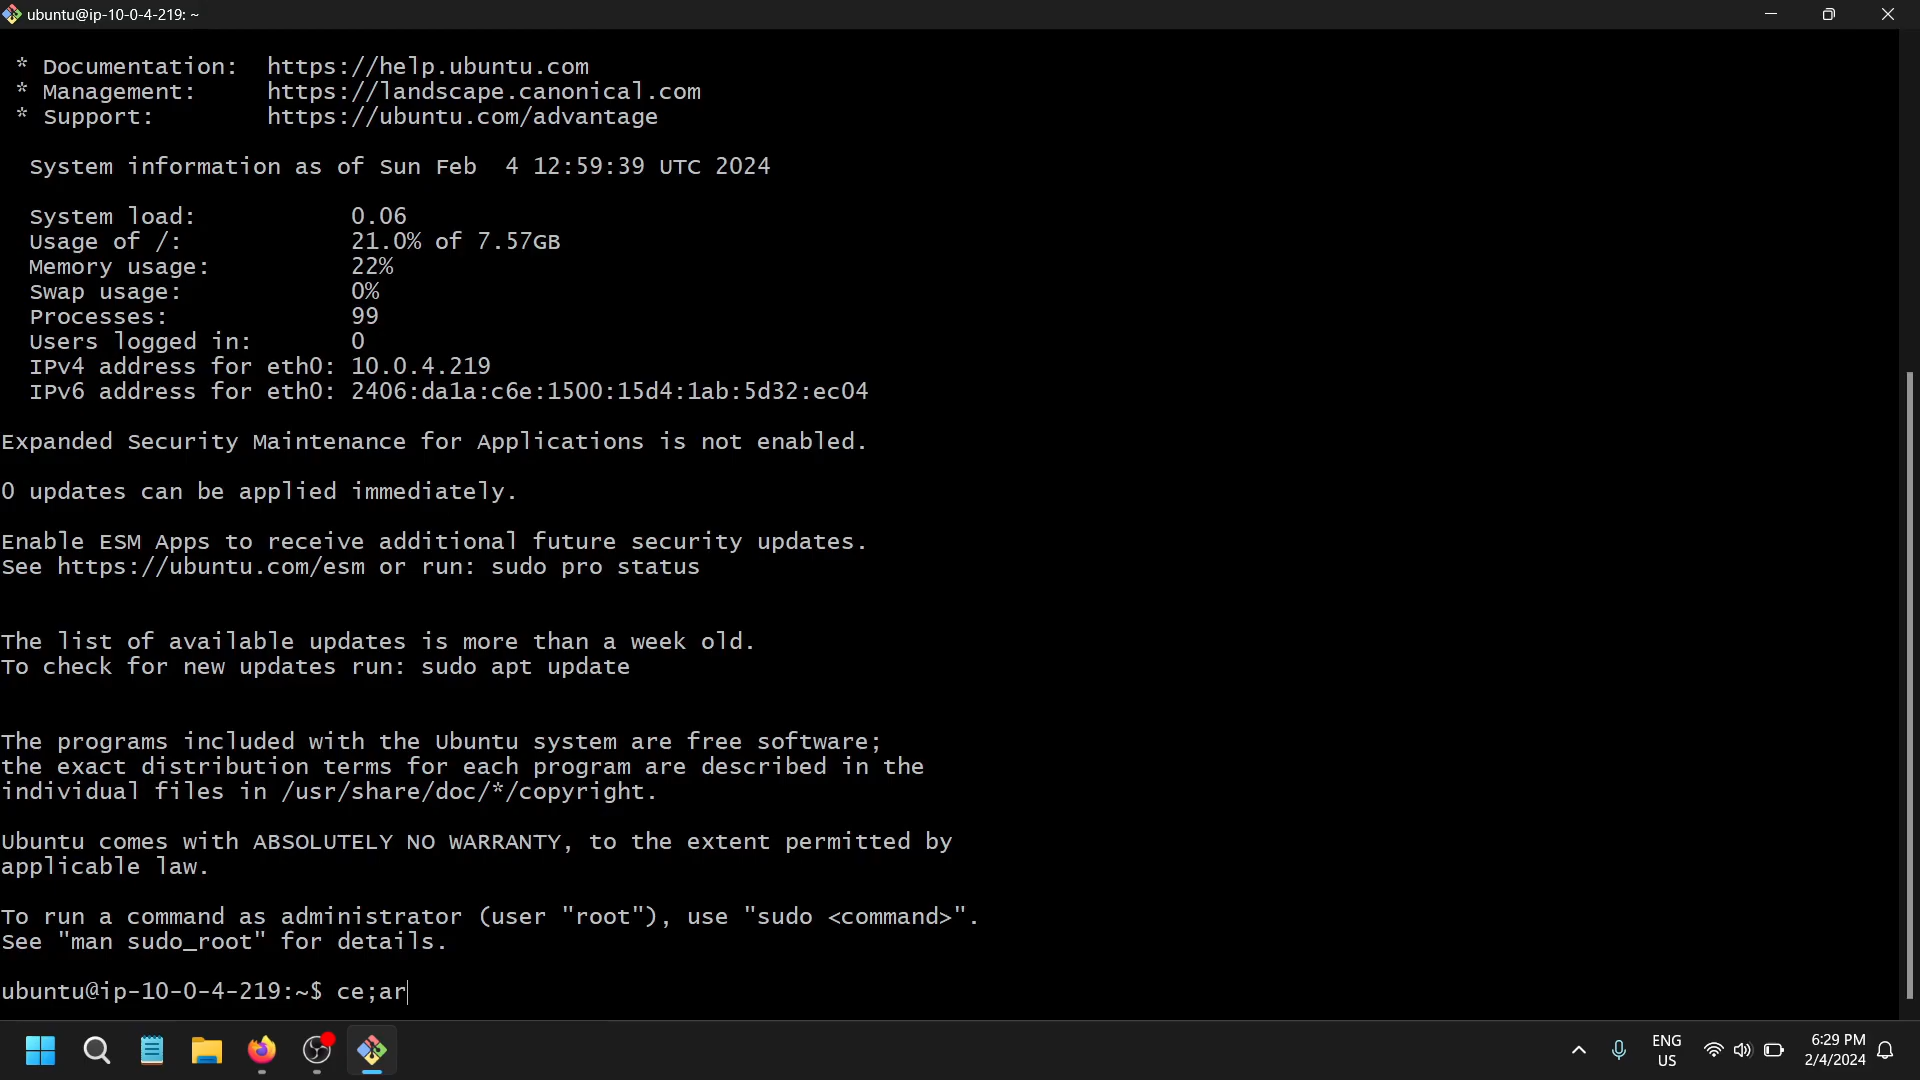 ubuntu@ip-10-0-4-219: ~
* Documentation:  https://help.ubuntu.com
* Management:     https://landscape.canonical.com
* Support:        https://ubuntu.com/advantage
System information as of Sun Feb  4 12:59:39 UTC 2024
System load:           0.06
Usage of /:            21.0% of 7.57GB
Memory usage:          22%
Swap usage:            0%
Processes:             99
Users logged in:       0
IPv4 address for eth0: 10.0.4.219
IPv6 address for eth0: 2406:da1a:c6e:1500:15d4:1ab:5d32:ec04
Expanded Security Maintenance for Applications is not enabled.
0 updates can be applied immediately.
Enable ESM Apps to receive additional future security updates.
See https://ubuntu.com/esm or run: sudo pro status
The list of available updates is more than a week old.
To check for new updates run: sudo apt update
The programs included with the Ubuntu system are free software;
the exact distribution terms for each program are described in the
individual files in /usr/share/doc/*/copyright.
Ubuntu comes with ABSOLUTELY NO WARRANTY, to the extent permitted by
applicable law.
To run a command as administrator (user "root"), use "sudo <command>".
See "man sudo_root" for details.
ubuntu@ip-10-0-4-219:~$ ce;ar
ENG
US
6:29 PM
2/4/2024